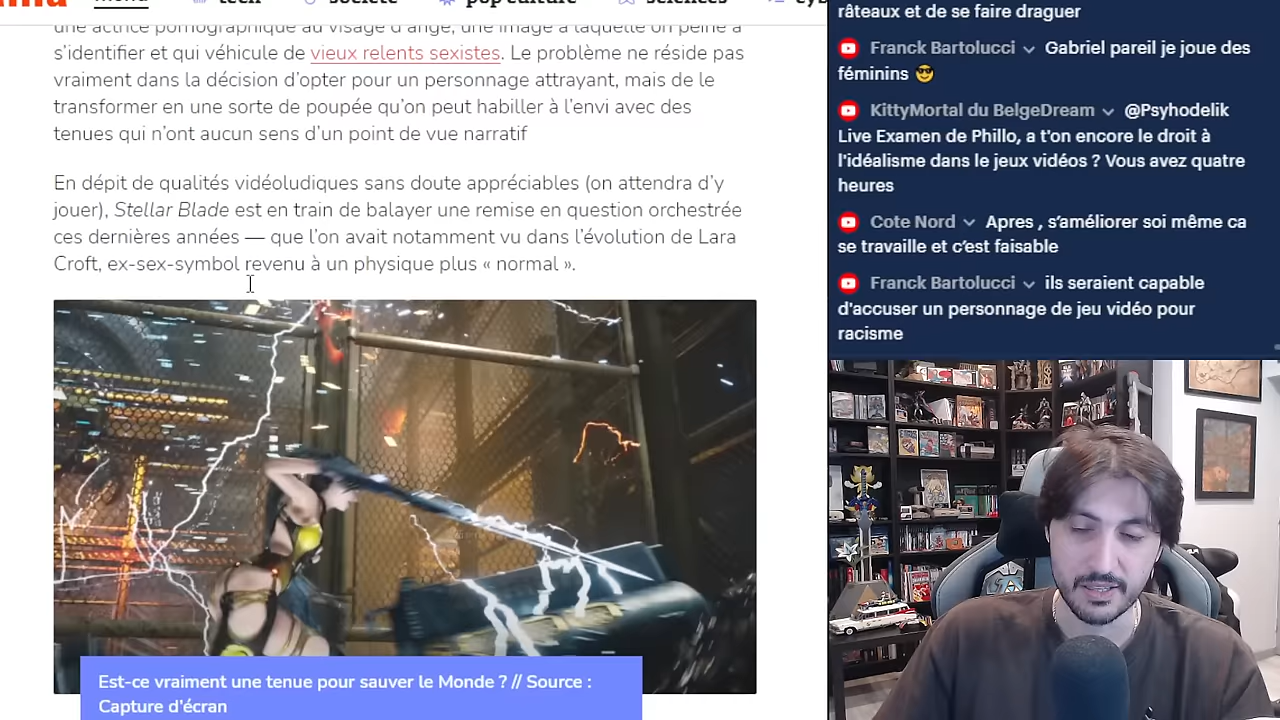 menu
tech
société
pop culture
sciences
une actrice pornographique au visage d'ange, une image à laquelle on peine à
s'identifier et qui véhicule de vieux relents sexistes. Le problème ne réside pas
vraiment dans la décision d'opter pour un personnage attrayant, mais de le
transformer en une sorte de poupée qu'on peut habiller à l'envi avec des
tenues qui n'ont aucun sens d'un point de vue narratif
En dépit de qualités vidéoludiques sans doute appréciables (on attendra d'y
jouer), Stellar Blade est en train de balayer une remise en question orchestrée
ces dernières années — que l'on avait notamment vu dans l'évolution de Lara
Croft, ex-sex-symbol revenu à un physique plus « normal ».
Est-ce vraiment une tenue pour sauver le Monde ? // Source :
Capture d'écran
râteaux et de se faire draguer
Franck Bartolucci Gabriel pareil je joue des
féminins 😎
KittyMortal du BelgeDream @Psyhodelik
Live Examen de Phillo, a t'on encore le droit à
l'idéalisme dans le jeux vidéos ? Vous avez quatre
heures
Cote Nord Apres , s'améliorer soi même ca
se travaille et c'est faisable
Franck Bartolucci ils seraient capable
d'accuser un personnage de jeu vidéo pour
racisme